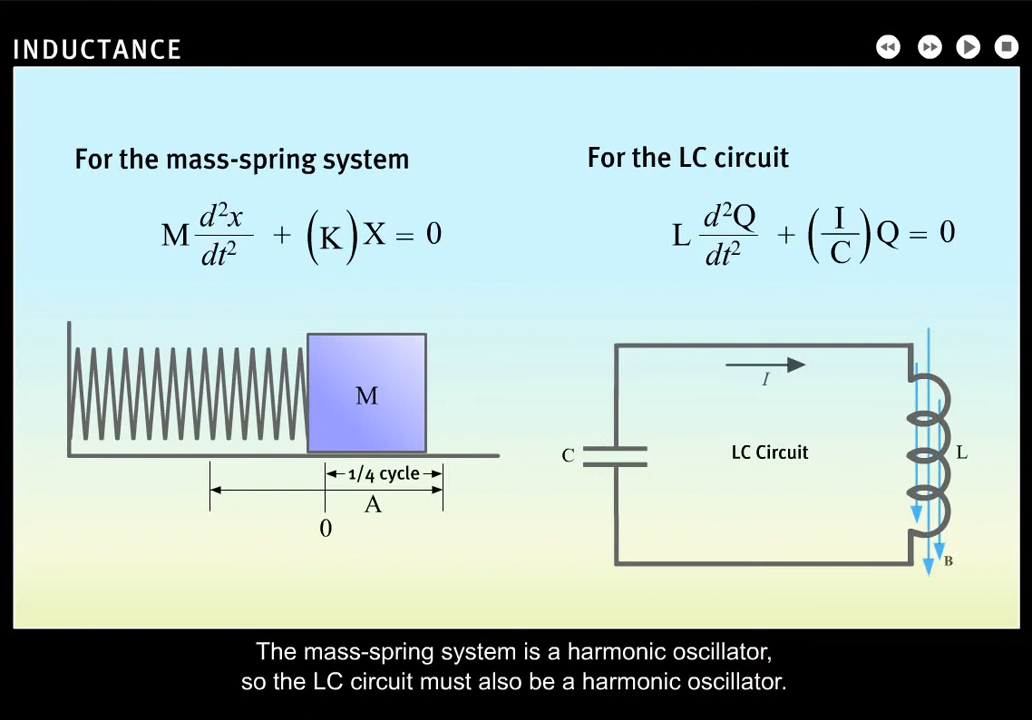 INDUCTANCE
For the mass-spring system
M d²x/dt² + (K)X = 0
For the LC circuit
L d²Q/dt² + (I/C)Q = 0
M
1/4 cycle
A
0
I
C
LC Circuit
L
B
The mass-spring system is a harmonic oscillator,
so the LC circuit must also be a harmonic oscillator.